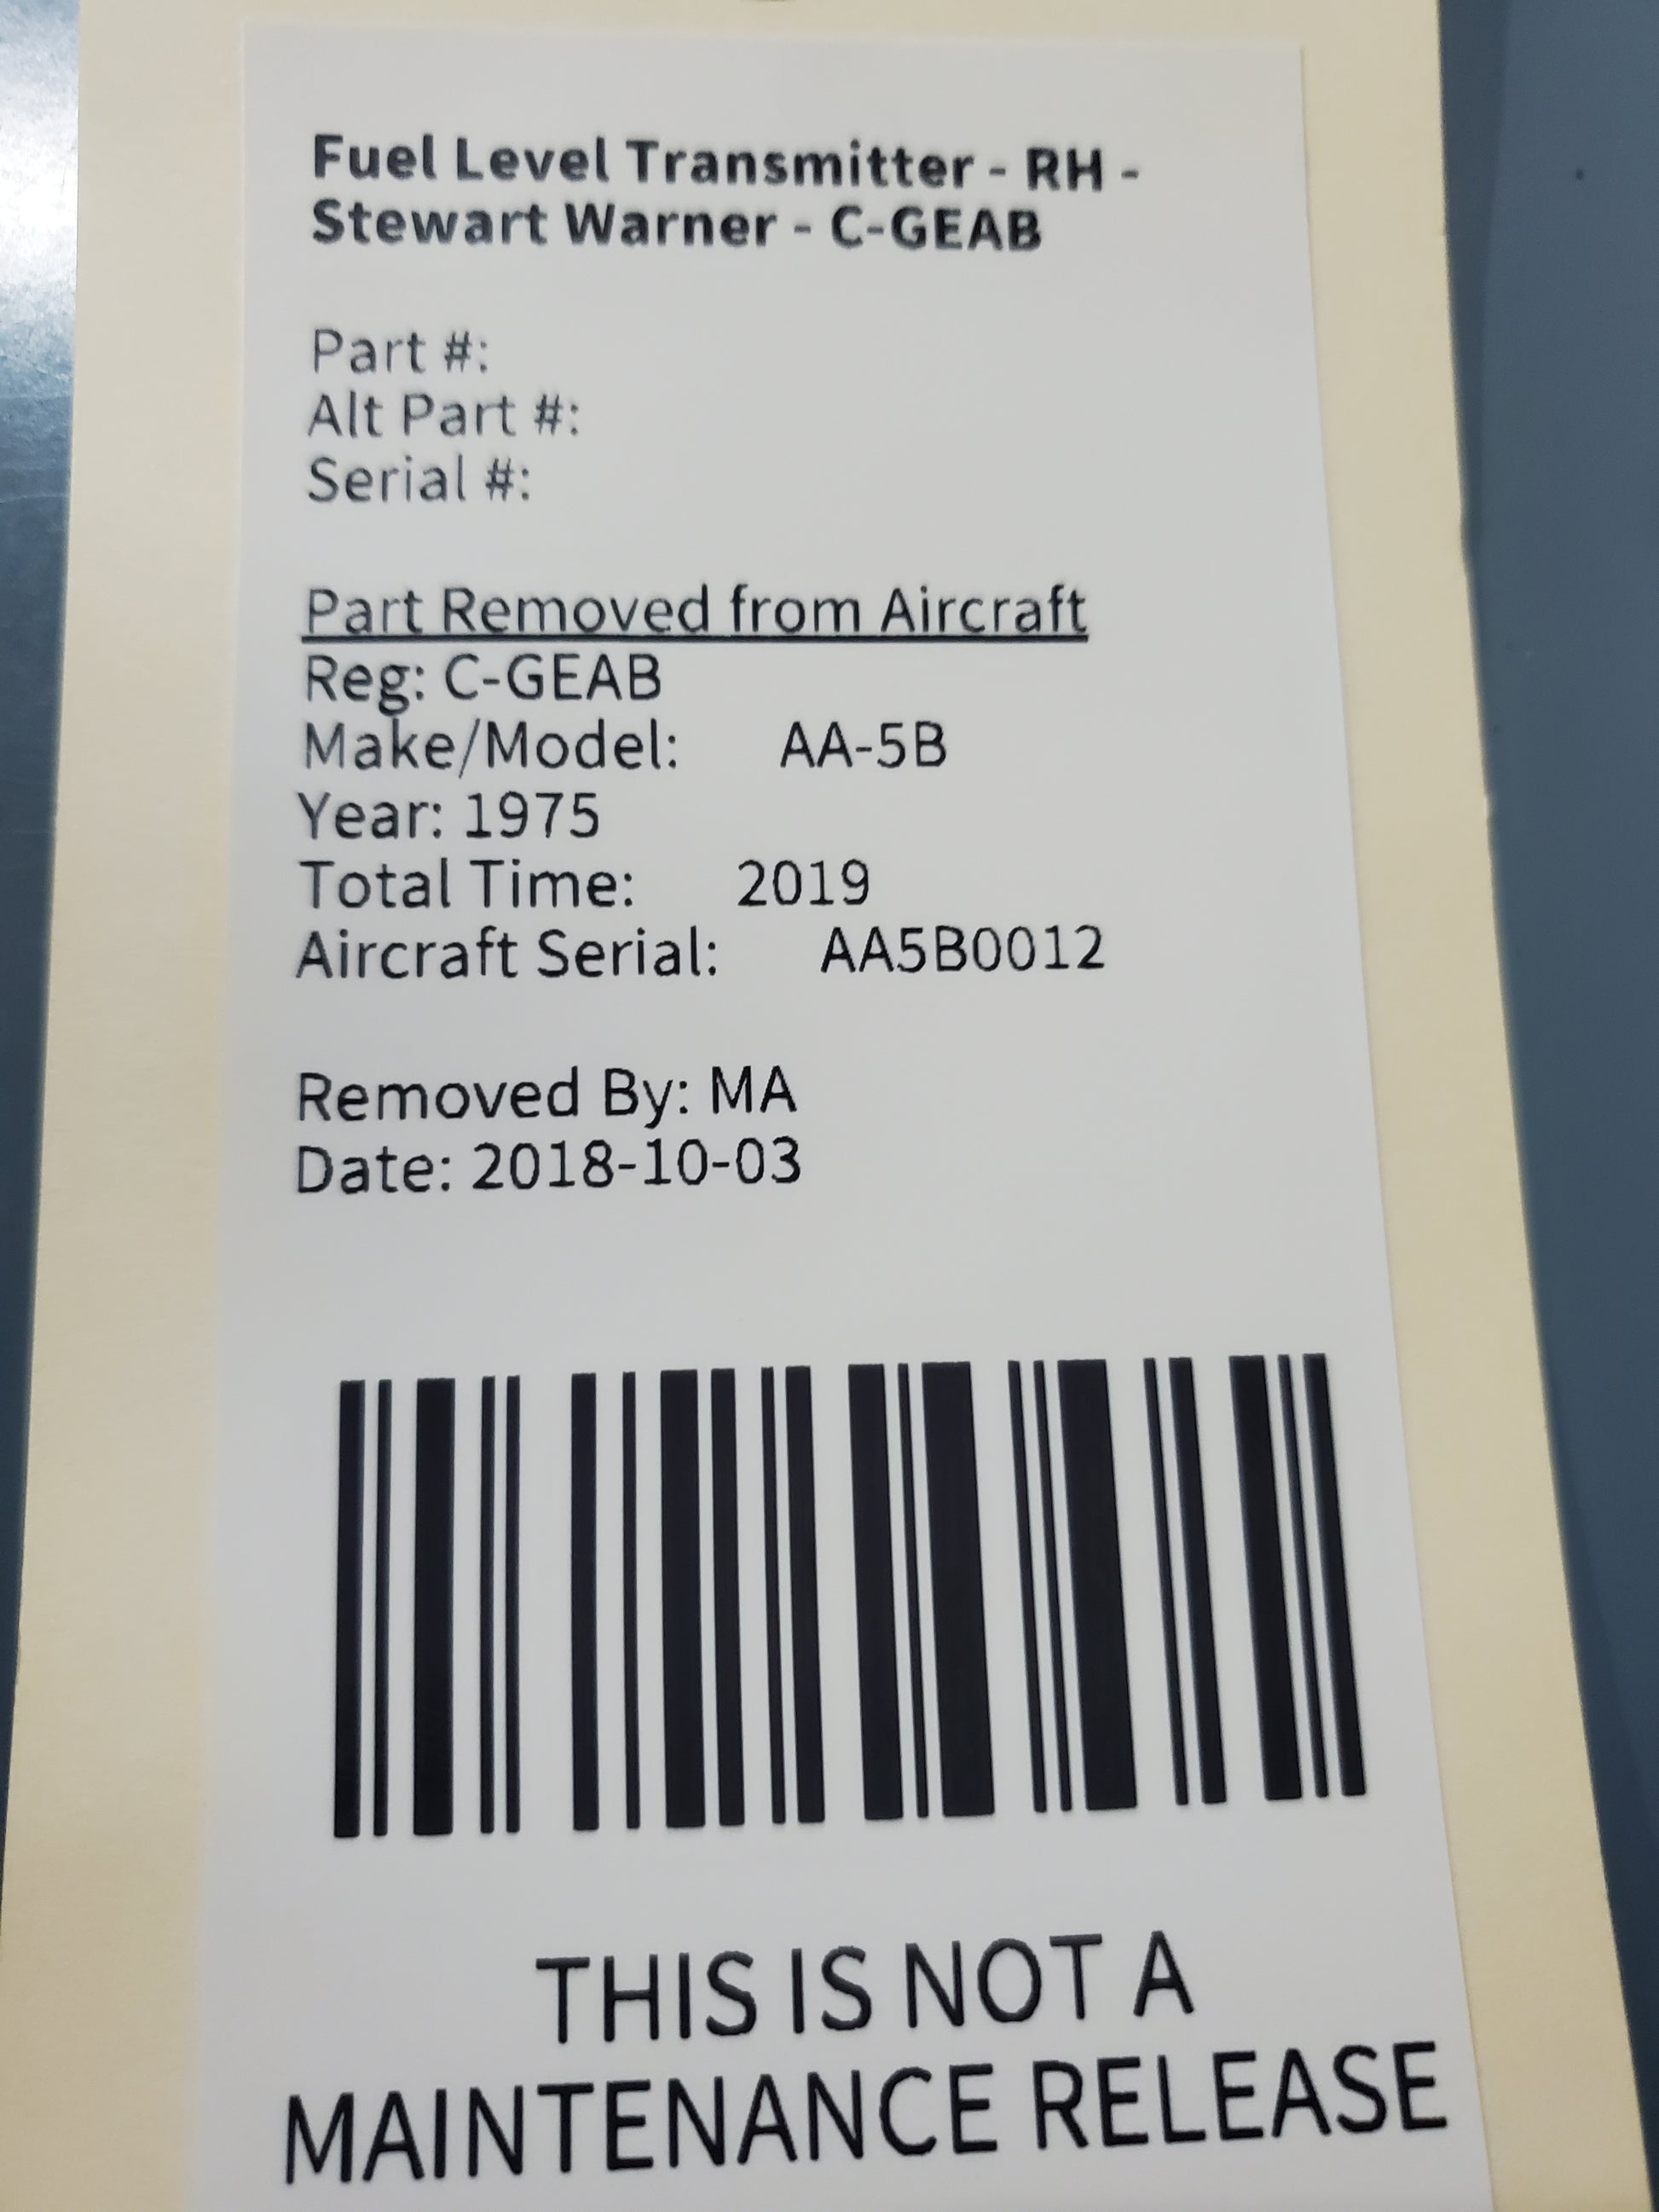 Fuel Level Transmitter - RH -
Stewart Warner - C-GEAB
Part #:
Alt Part #:
Serial #:
Part Removed from Aircraft
Reg: C-GEAB
Make/Model: AA-5B
Year: 1975
Total Time: 2019
Aircraft Serial: AA5B0012
Removed By: MA
Date: 2018-10-03
THIS IS NOT A
MAINTENANCE RELEASE